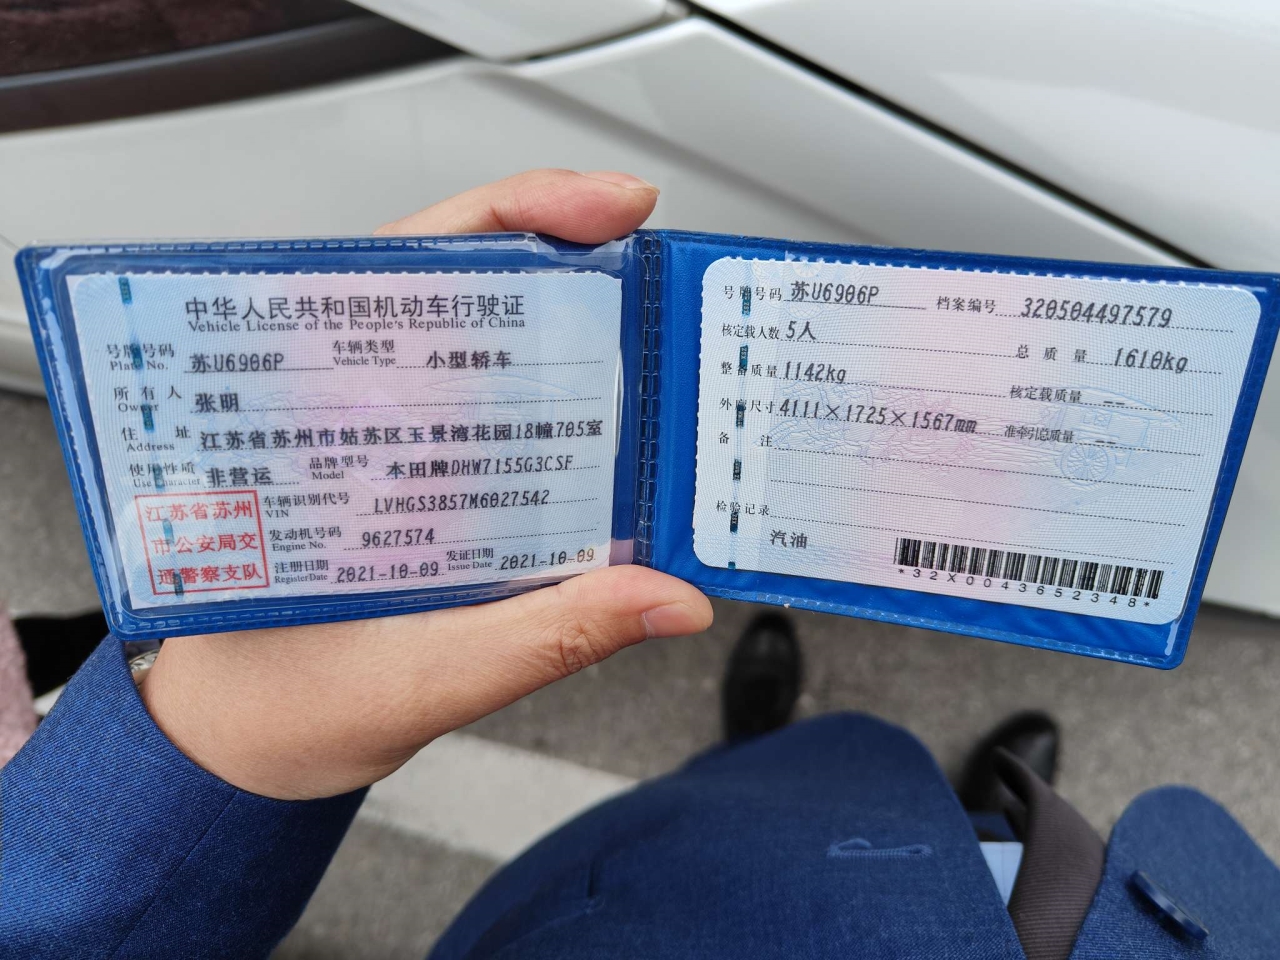 中华人民共和国机动车行驶证
Vehicle License of the People's Republic of China
号牌号码 苏U6906P 车辆类型 小型轿车
Plate No. Vehicle Type
所有人 张明
Owner
住址 江苏省苏州市姑苏区玉景湾花园18幢705室
Address
使用性质 非营运 品牌型号 本田牌DHW7155G3CSF
Use Character Model
江苏省苏州
市公安局交
通警察支队
车辆识别代号 LVHGS3857M6027542
VIN
发动机号码 9627574
Engine No.
注册日期 2021-10-09 发证日期 2021-10-09
Register Date Issue Date
号牌号码 苏U6906P 档案编号 320504497579
核定载人数 5人 总质量 1610kg
整备质量 1142kg 核定载质量 --
外廓尺寸 4111×1725×1567mm 准牵引总质量 --
备注
检验记录
汽油
*32X0043652348*